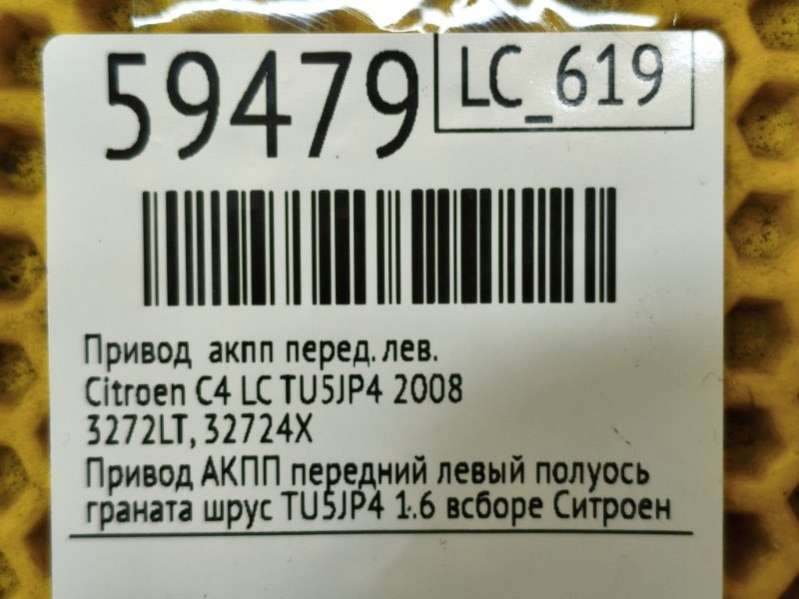 59479
LC_619
Привод акпп перед. лев.
Citroen C4 LC TU5JP4 2008
3272LT, 32724X
Привод АКПП передний левый полуось
граната шрус TU5JP4 1.6 всборе Ситроен